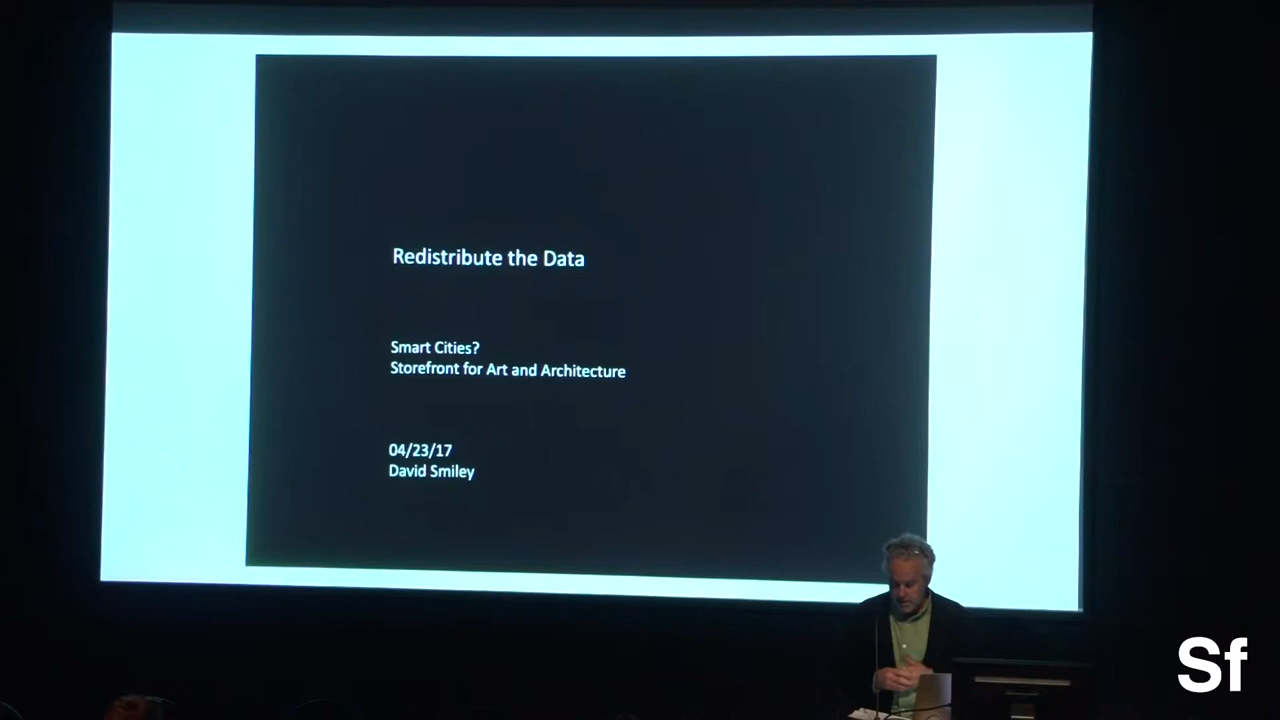 Redistribute the Data
Smart Cities?
Storefront for Art and Architecture
04/23/17
David Smiley
Sf